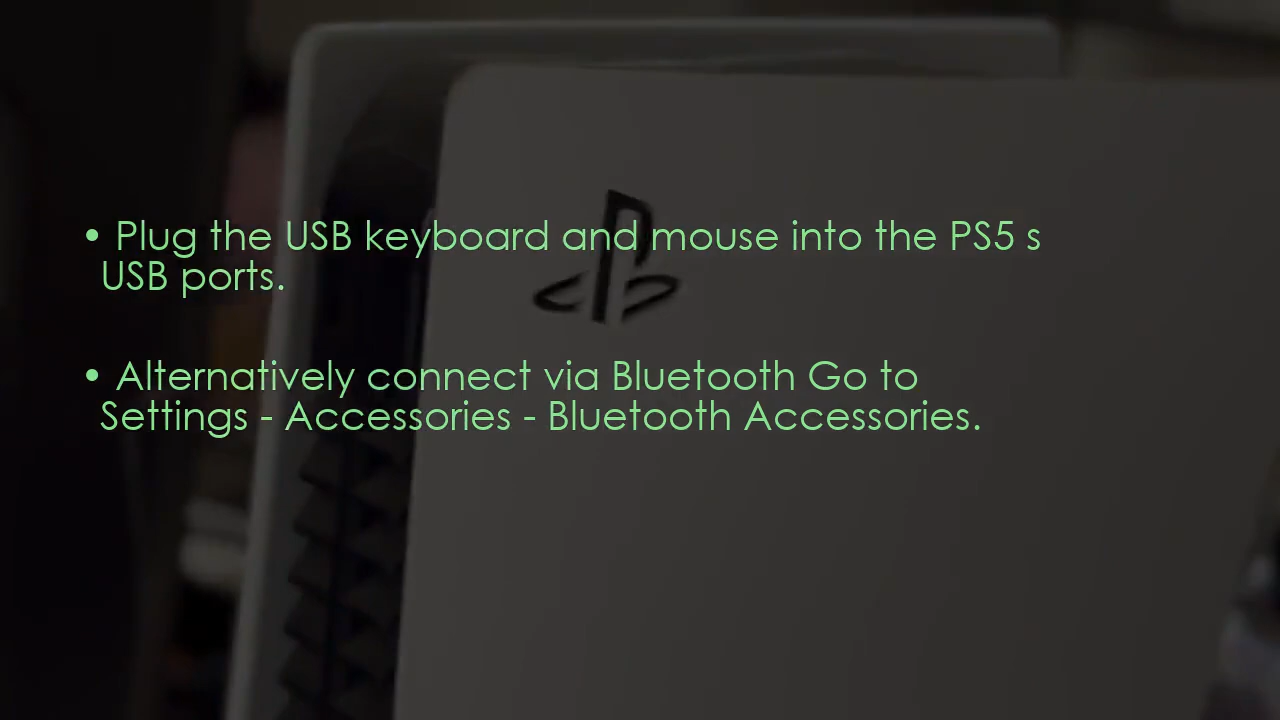 • Plug the USB keyboard and mouse into the PS5 s
USB ports.
• Alternatively connect via Bluetooth Go to
Settings - Accessories - Bluetooth Accessories.